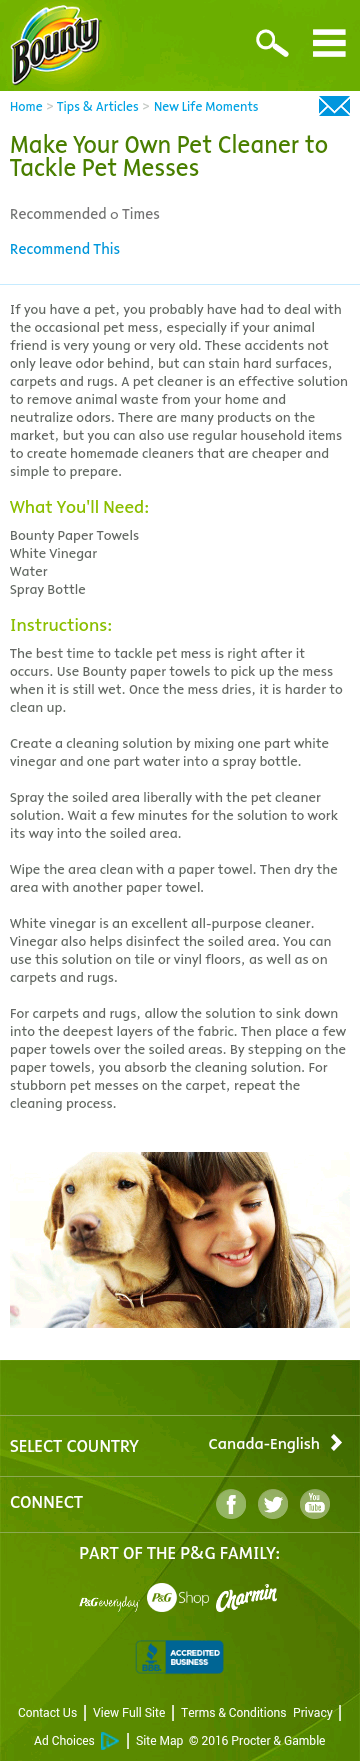 Bounty
Home > Tips & Articles > New Life Moments
Make Your Own Pet Cleaner to
Tackle Pet Messes
Recommended 0 Times
Recommend This
If you have a pet, you probably have had to deal with
the occasional pet mess, especially if your animal
friend is very young or very old. These accidents not
only leave odor behind, but can stain hard surfaces,
carpets and rugs. A pet cleaner is an effective solution
to remove animal waste from your home and
neutralize odors. There are many products on the
market, but you can also use regular household items
to create homemade cleaners that are cheaper and
simple to prepare.
What You'll Need:
Bounty Paper Towels
White Vinegar
Water
Spray Bottle
Instructions:
The best time to tackle pet mess is right after it
occurs. Use Bounty paper towels to pick up the mess
when it is still wet. Once the mess dries, it is harder to
clean up.
Create a cleaning solution by mixing one part white
vinegar and one part water into a spray bottle.
Spray the soiled area liberally with the pet cleaner
solution. Wait a few minutes for the solution to work
its way into the soiled area.
Wipe the area clean with a paper towel. Then dry the
area with another paper towel.
White vinegar is an excellent all-purpose cleaner.
Vinegar also helps disinfect the soiled area. You can
use this solution on tile or vinyl floors, as well as on
carpets and rugs.
For carpets and rugs, allow the solution to sink down
into the deepest layers of the fabric. Then place a few
paper towels over the soiled areas. By stepping on the
paper towels, you absorb the cleaning solution. For
stubborn pet messes on the carpet, repeat the
cleaning process.
SELECT COUNTRY Canada-English
CONNECT You Tube
PART OF THE P&G FAMILY:
P&G everyday P&G Shop Charmin
BBB. ACCREDITED BUSINESS
Contact Us | View Full Site | Terms & Conditions Privacy |
Ad Choices | Site Map © 2016 Procter & Gamble